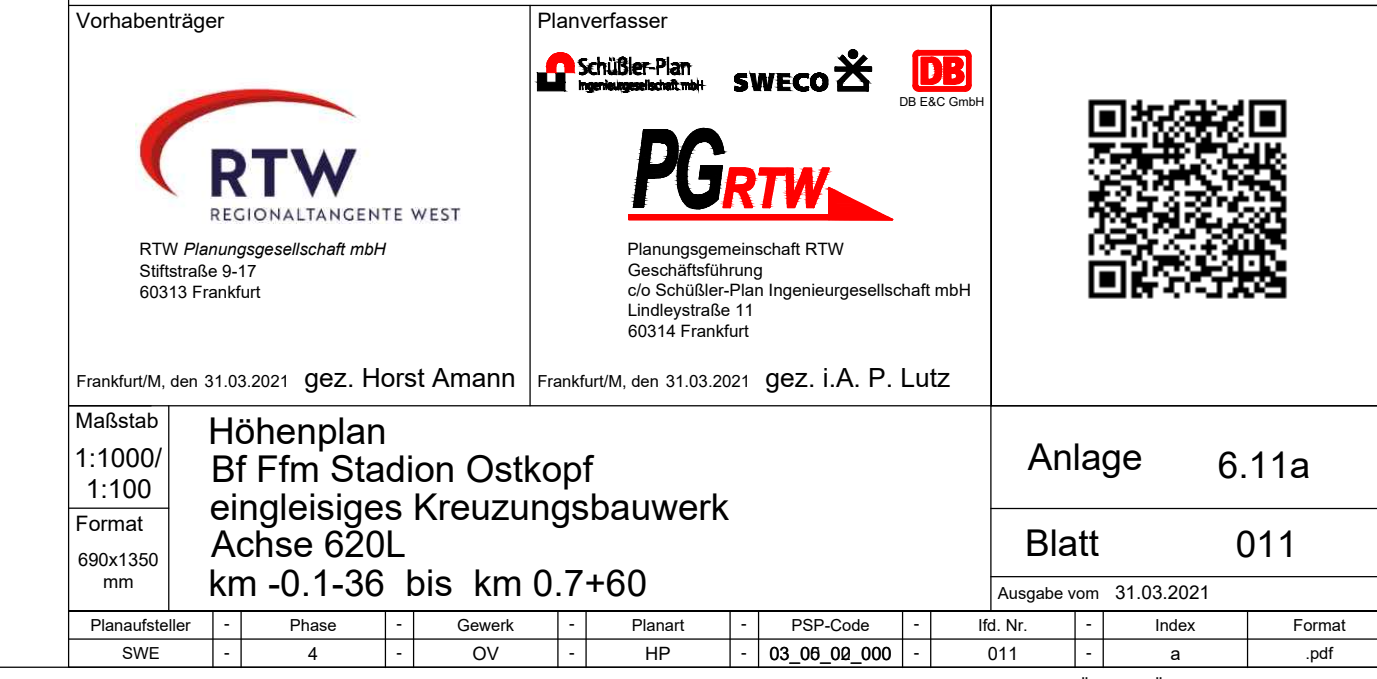 Vorhabenträger
RTW
REGIONALTANGENTE WEST
RTW Planungsgesellschaft mbH
Stiftstraße 9-17
60313 Frankfurt
Frankfurt/M, den 31.03.2021 gez. Horst Amann
Planverfasser
Schüßler-Plan
Ingenieurgesellschaft mbH
SWECO
DB
DB E&C GmbH
PGRTW
Planungsgemeinschaft RTW
Geschäftsführung
c/o Schüßler-Plan Ingenieurgesellschaft mbH
Lindleystraße 11
60314 Frankfurt
Frankfurt/M, den 31.03.2021 gez. i.A. P. Lutz
Maßstab
1:1000/
1:100
Format
690x1350
mm
Höhenplan
Bf Ffm Stadion Ostkopf
eingleisiges Kreuzungsbauwerk
Achse 620L
km -0.1-36 bis km 0.7+60
Anlage 6.11a
Blatt 011
Ausgabe vom 31.03.2021
Planaufsteller - Phase - Gewerk - Planart - PSP-Code - lfd. Nr. - Index Format
SWE - 4 - OV - HP - - 011 - a .pdf